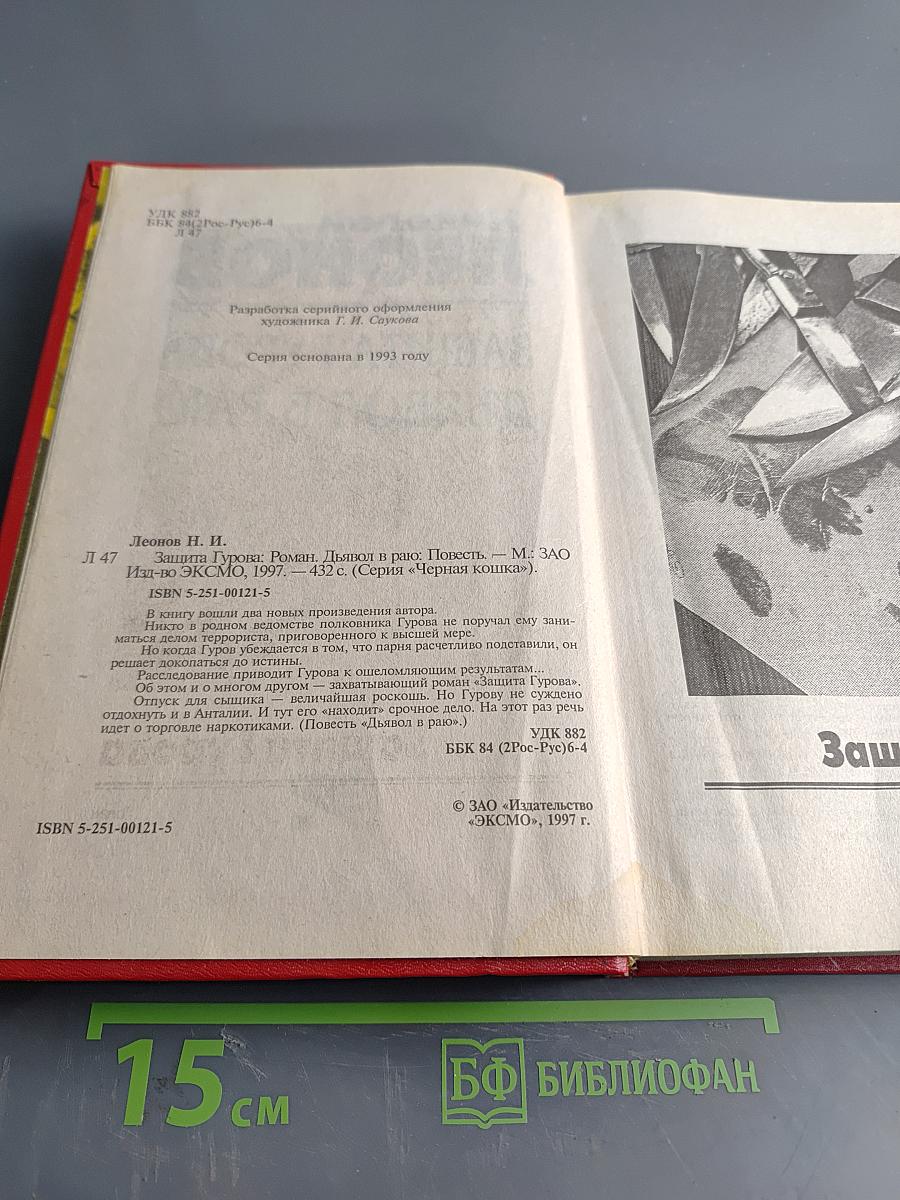 УДК 882
ББК 84(2Рос-Рус)6-4
Л 47
Разработка серийного оформления
художника Г. И. Саукова
Серия основана в 1993 году
Леонов Н. И.
Л 47 Защита Гурова: Роман. Дьявол в раю: Повесть. — М.: ЗАО
Изд-во ЭКСМО, 1997. — 432 с. (Серия «Черная кошка»).
ISBN 5-251-00121-5
В книгу вошли два новых произведения автора.
Никто в родном ведомстве полковника Гурова не поручал ему зани-
маться делом террориста, приговоренного к высшей мере.
Но когда Гуров убеждается в том, что парня расчетливо подставили, он
решает докопаться до истины.
Расследование приводит Гурова к ошеломляющим результатам...
Об этом и о многом другом — захватывающий роман «Защита Гурова».
Отпуск для сыщика — величайшая роскошь. Но Гурову не суждено
отдохнуть и в Анталии. И тут его «находит» срочное дело. На этот раз речь
идет о торговле наркотиками. (Повесть «Дьявол в раю».)
УДК 882
ББК 84 (2Рос-Рус)6-4
ISBN 5-251-00121-5
© ЗАО «Издательство
«ЭКСМО», 1997 г.
Защ
15 см
БФ БИБЛИОФАН